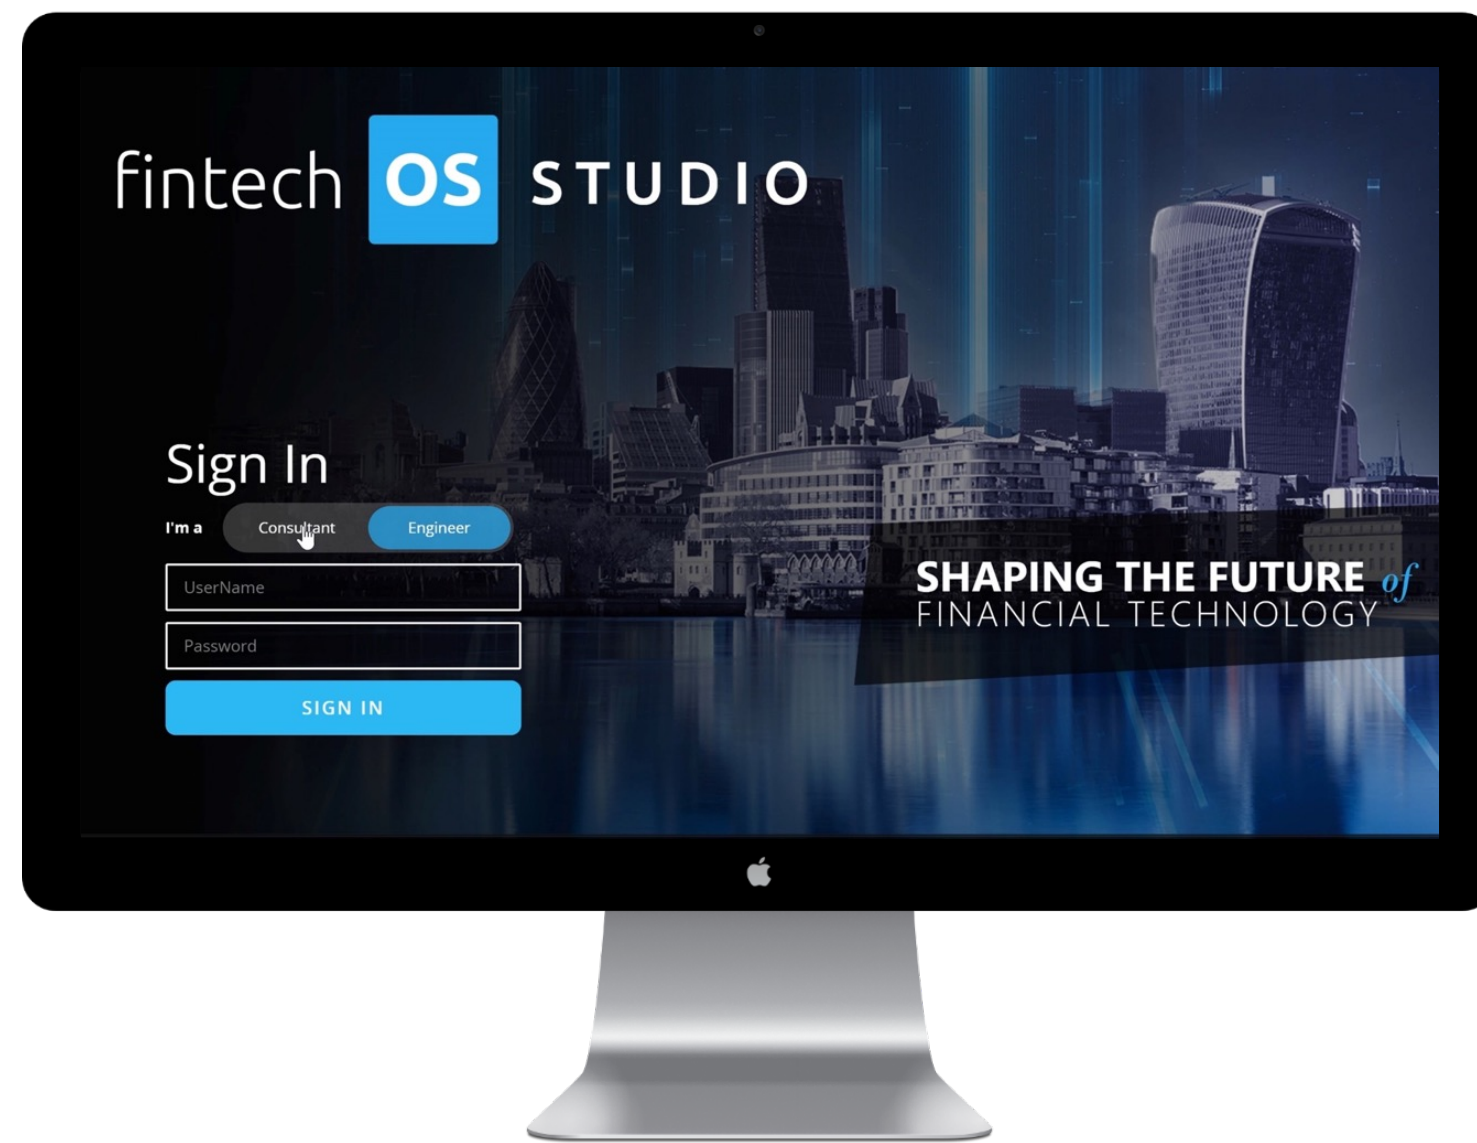 fintech OS STUDIO
Sign In
I'm a Consultant Engineer
UserName
Password
SIGN IN
SHAPING THE FUTURE of
FINANCIAL TECHNOLOGY